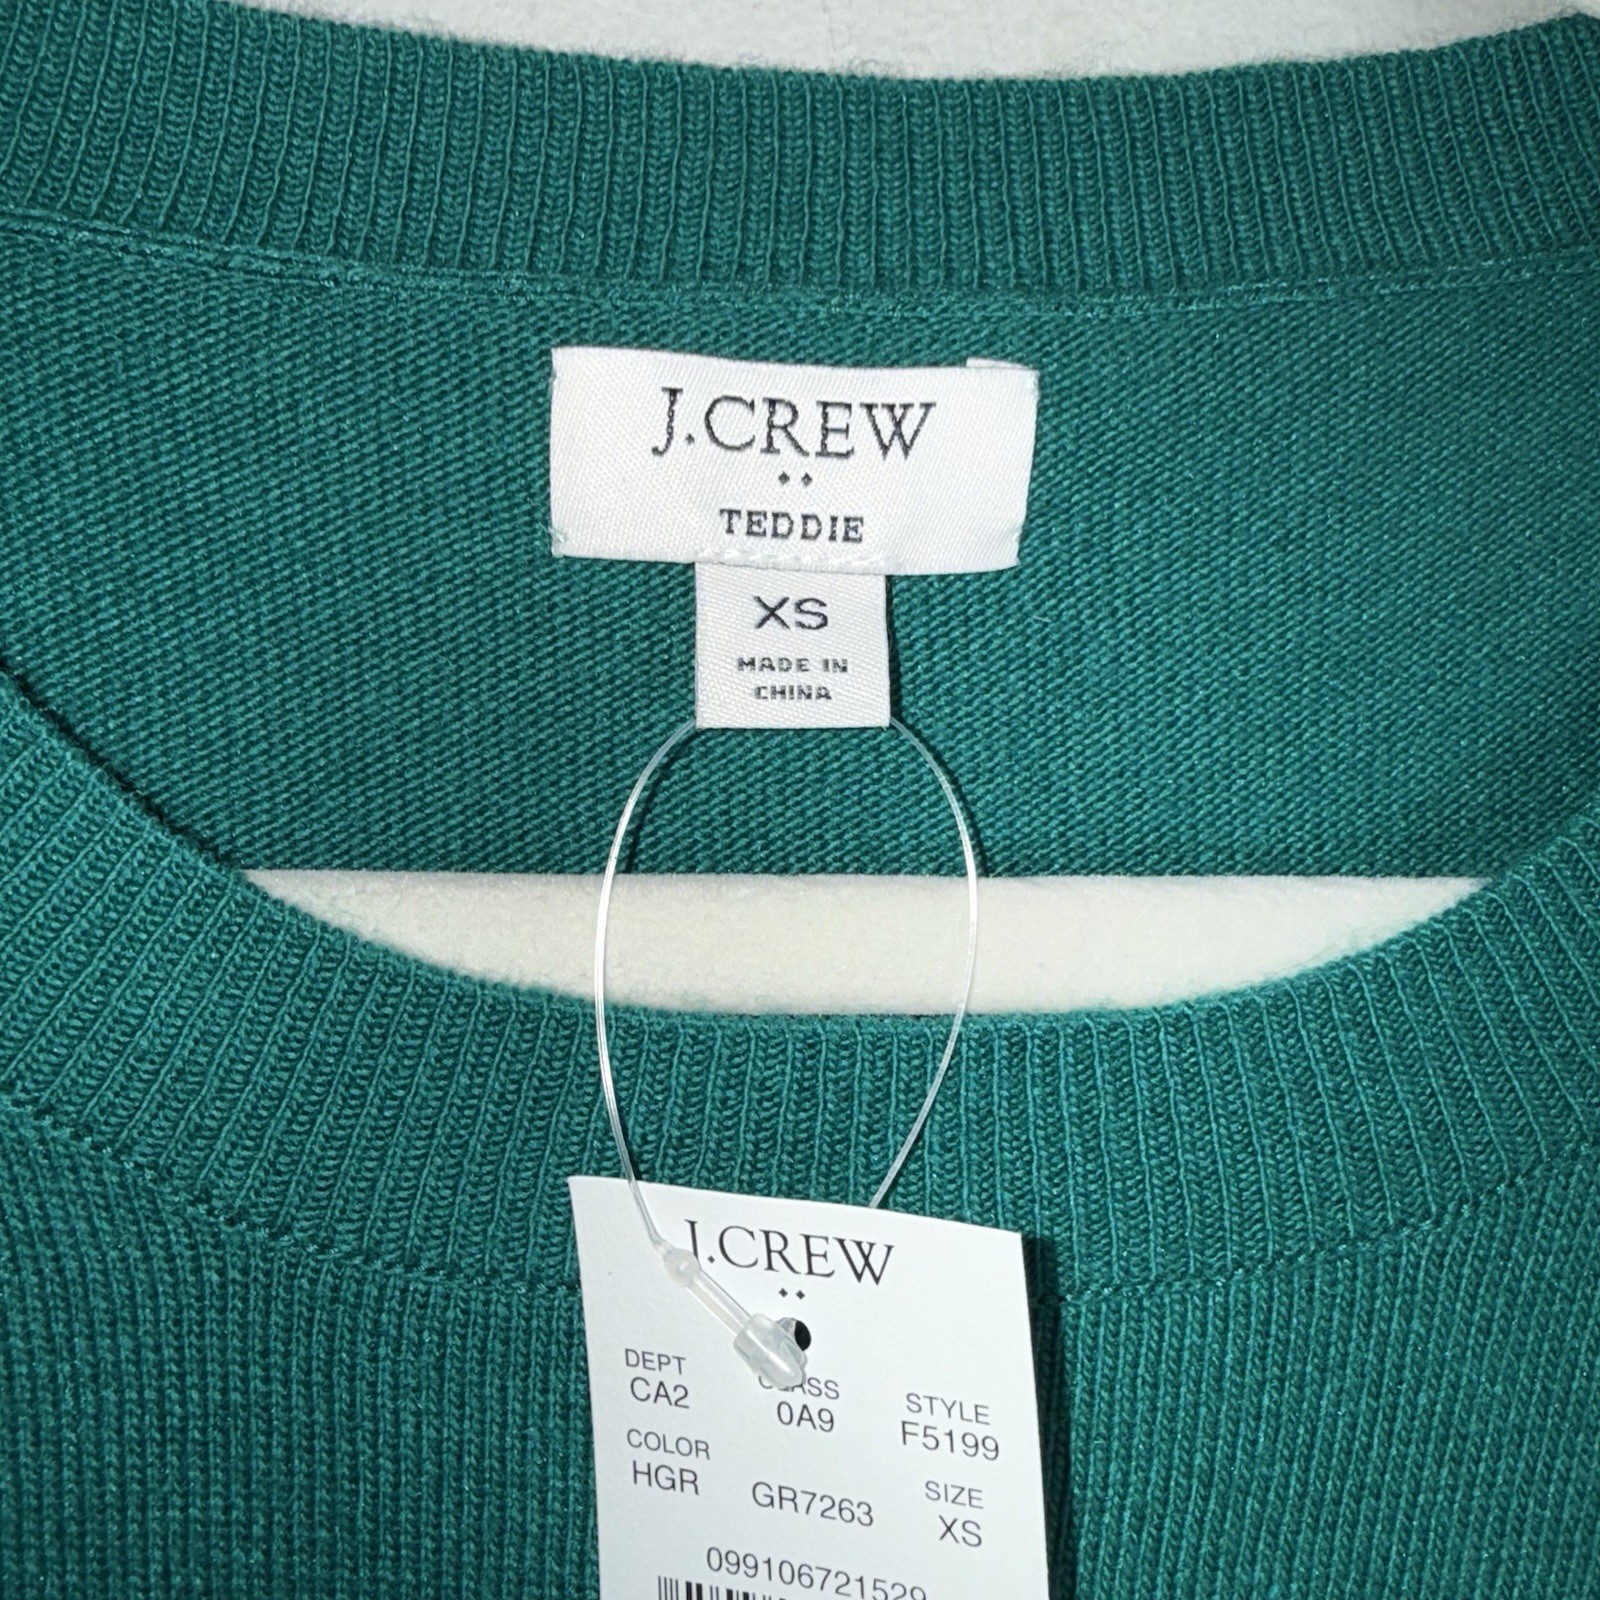 J.CREW
TEDDIE
XS
MADE IN
CHINA
J.CREW
DEPT CLASS STYLE
CA2 0A9 F5199
COLOR SIZE
HGR GR7263 XS
099106721529